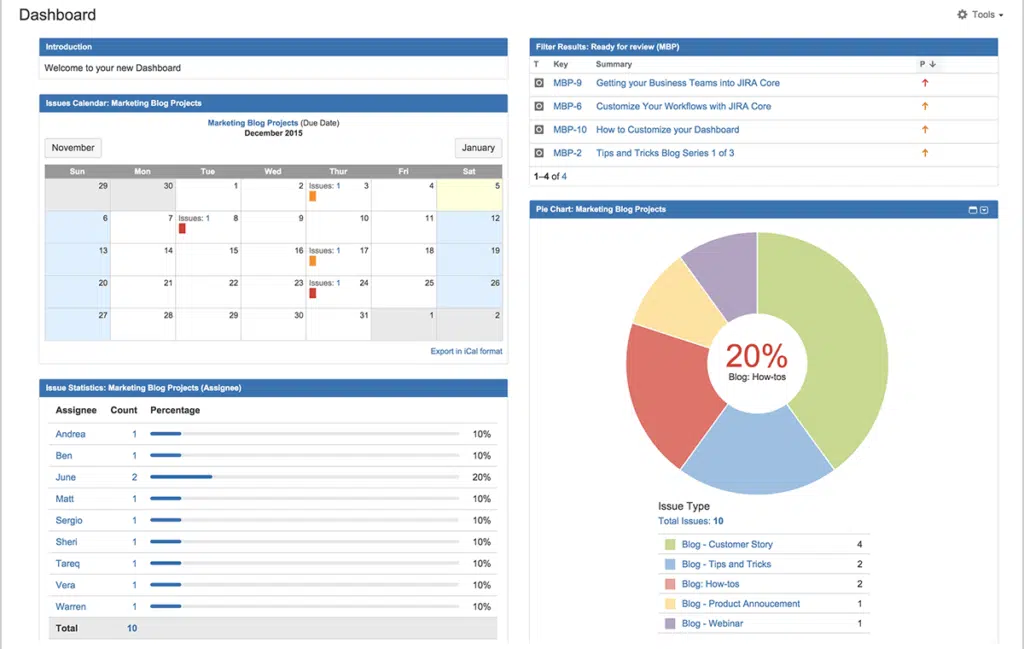 Dashboard
Tools
Introduction
Welcome to your new Dashboard
Issues Calendar: Marketing Blog Projects
Marketing Blog Projects (Due Date)
December 2015
November January
Sun Mon Tue Wed Thur Fri Sat
29 30 1 2 Issues: 1 3 4 5
6 7 Issues: 1 8 9 10 11 12
13 14 15 16 Issues: 1 17 18 19
20 21 22 23 Issues: 1 24 25 26
27 28 29 30 31 1 2
Export in iCal format
Issue Statistics: Marketing Blog Projects (Assignee)
Assignee Count Percentage
Andrea 1 10%
Ben 1 10%
June 2 20%
Matt 1 10%
Sergio 1 10%
Sheri 1 10%
Tareq 1 10%
Vera 1 10%
Warren 1 10%
Total 10
Filter Results: Ready for review (MBP)
T Key Summary P
MBP-9 Getting your Business Teams into JIRA Core
MBP-6 Customize Your Workflows with JIRA Core
MBP-10 How to Customize your Dashboard
MBP-2 Tips and Tricks Blog Series 1 of 3
1–4 of 4
Pie Chart: Marketing Blog Projects
20%
Blog: How-tos
Issue Type
Total Issues: 10
Blog - Customer Story 4
Blog - Tips and Tricks 2
Blog: How-tos 2
Blog - Product Annoucement 1
Blog - Webinar 1